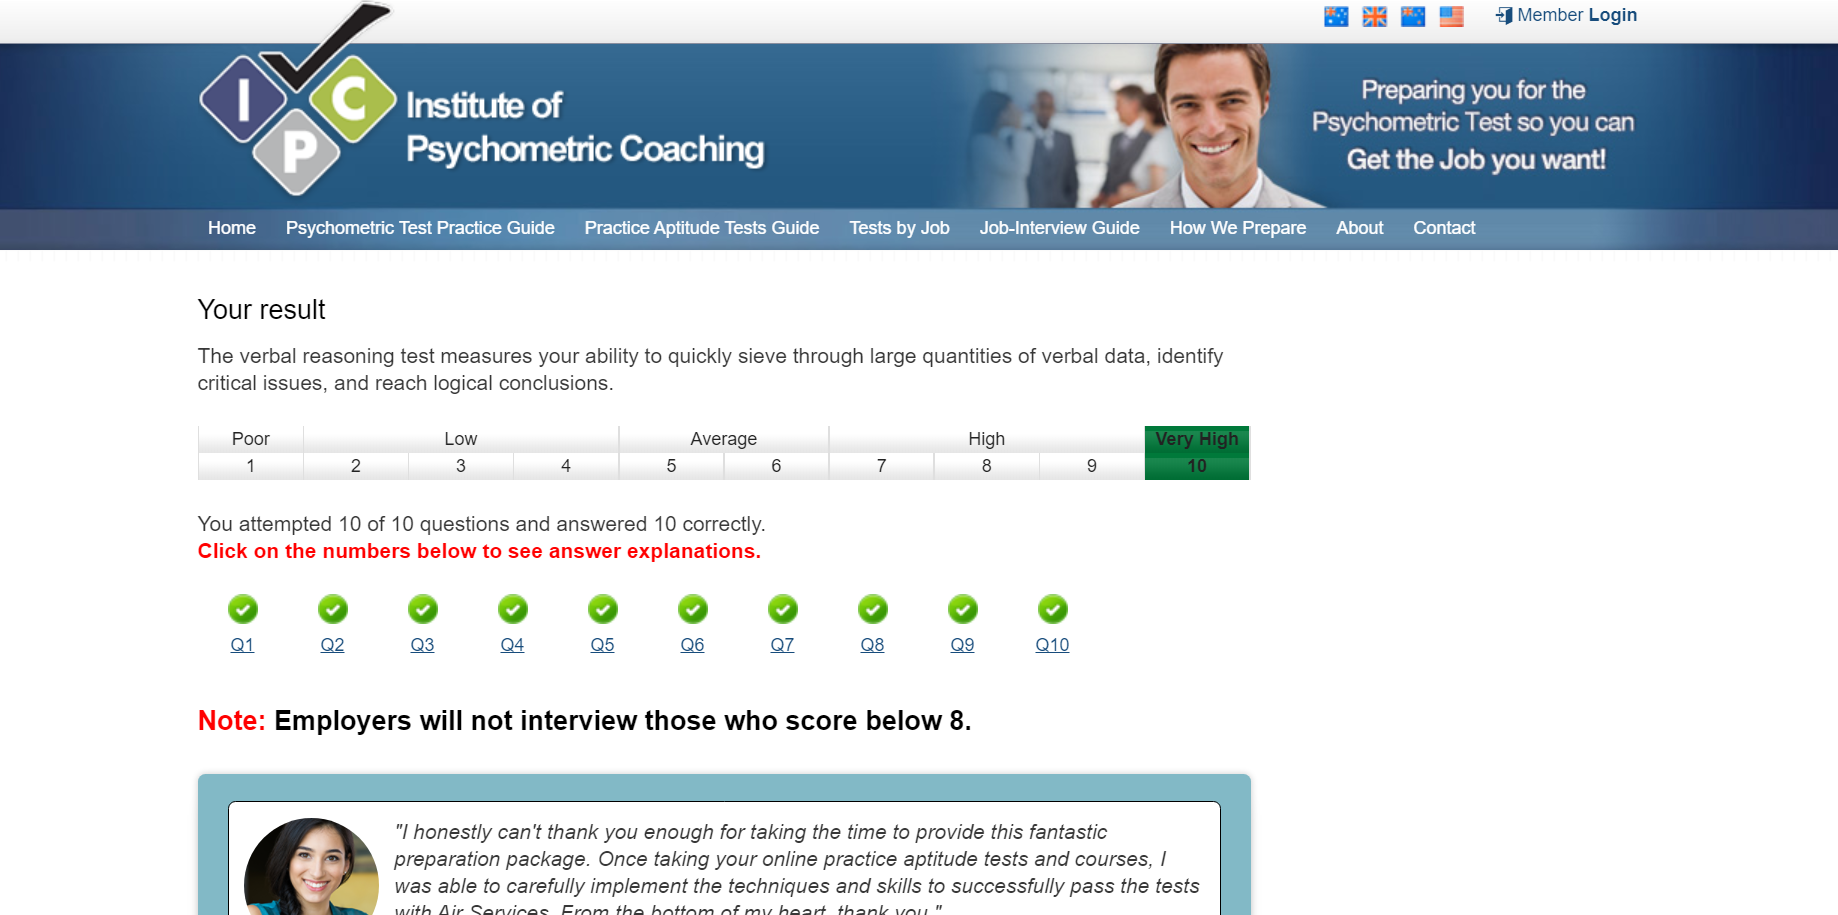 Member Login
I
C
P
Institute of
Psychometric Coaching
Preparing you for the
Psychometric Test so you can
Get the Job you want!
Home Psychometric Test Practice Guide Practice Aptitude Tests Guide Tests by Job Job-Interview Guide How We Prepare About Contact
Your result
The verbal reasoning test measures your ability to quickly sieve through large quantities of verbal data, identify
critical issues, and reach logical conclusions.
Poor Low Average High Very High
1 2 3 4 5 6 7 8 9 10
You attempted 10 of 10 questions and answered 10 correctly.
Click on the numbers below to see answer explanations.
Q1 Q2 Q3 Q4 Q5 Q6 Q7 Q8 Q9 Q10
Note: Employers will not interview those who score below 8.
"I honestly can't thank you enough for taking the time to provide this fantastic
preparation package. Once taking your online practice aptitude tests and courses, I
was able to carefully implement the techniques and skills to successfully pass the tests
with Air Services. From the bottom of my heart, thank you."